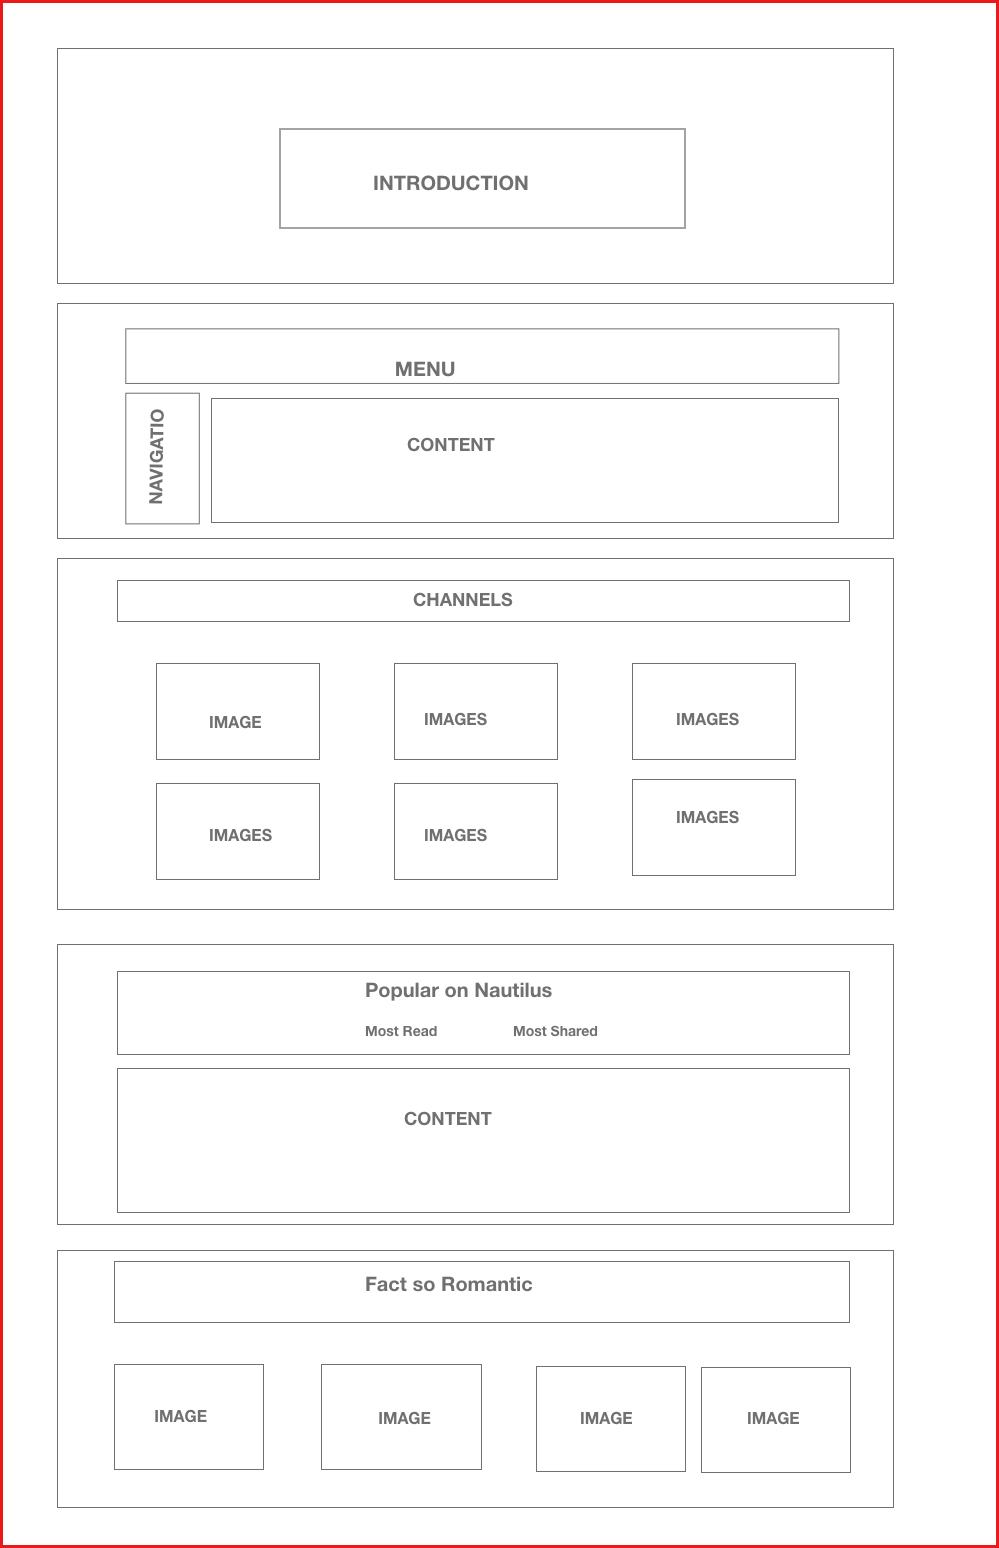 INTRODUCTION
MENU
NAVIGATIO
CONTENT
CHANNELS
IMAGE
IMAGES
IMAGES
IMAGES
IMAGES
IMAGES
Popular on Nautilus
Most Read Most Shared
CONTENT
Fact so Romantic
IMAGE
IMAGE
IMAGE
IMAGE